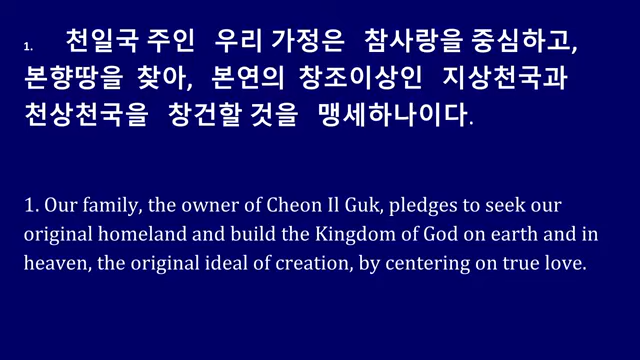 1. 천일국 주인 우리 가정은 참사랑을 중심하고,
본향땅을 찾아, 본연의 창조이상인 지상천국과
천상천국을 창건할 것을 맹세하나이다.
1. Our family, the owner of Cheon Il Guk, pledges to seek our
original homeland and build the Kingdom of God on earth and in
heaven, the original ideal of creation, by centering on true love.